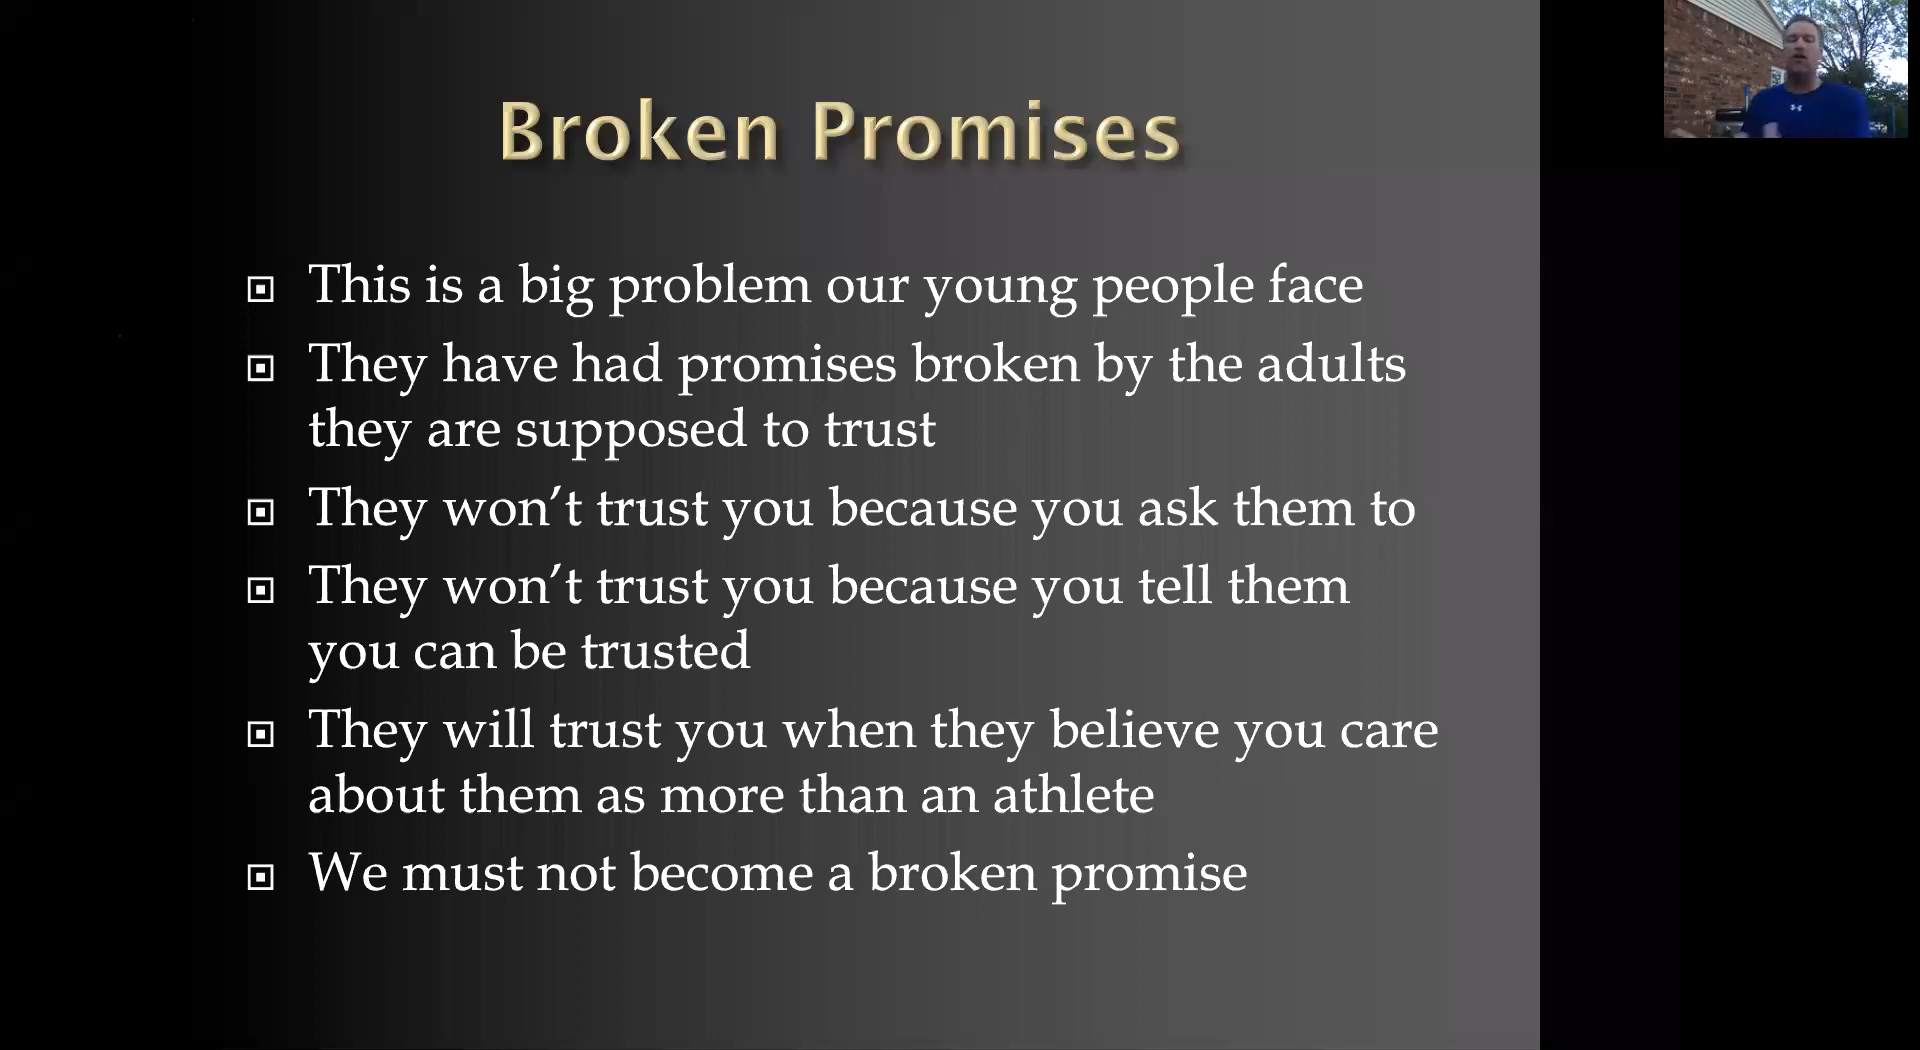 Broken Promises
This is a big problem our young people face
They have had promises broken by the adults
they are supposed to trust
They won’t trust you because you ask them to
They won’t trust you because you tell them
you can be trusted
They will trust you when they believe you care
about them as more than an athlete
We must not become a broken promise